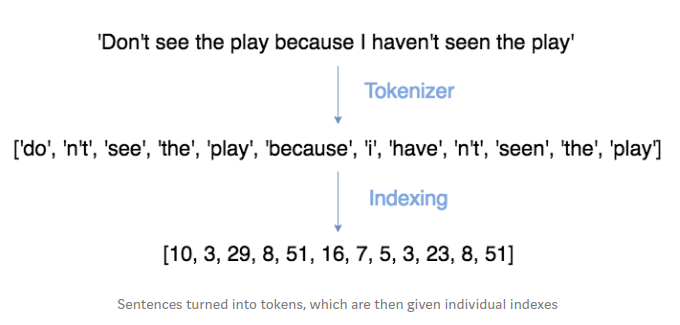 'Don't see the play because I haven't seen the play'
Tokenizer
['do', 'n't', 'see', 'the', 'play', 'because', 'i', 'have', 'n't', 'seen', 'the', 'play']
Indexing
[10, 3, 29, 8, 51, 16, 7, 5, 3, 23, 8, 51]
Sentences turned into tokens, which are then given individual indexes